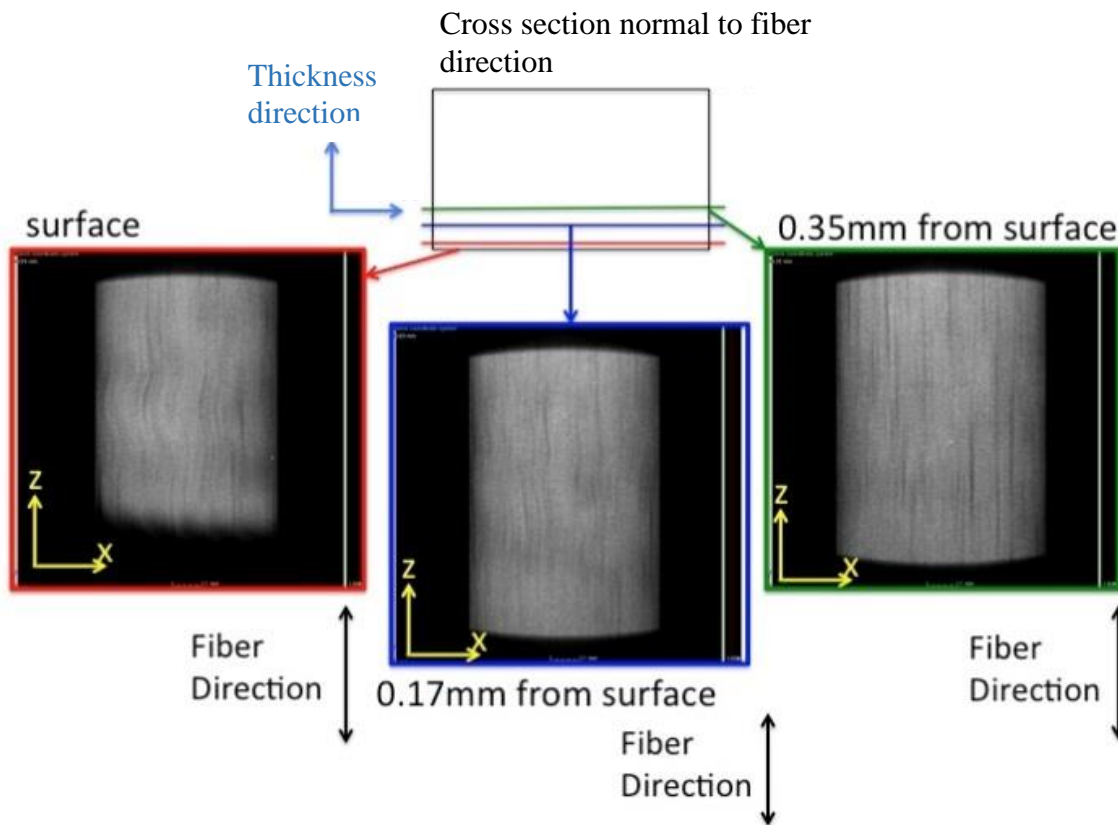 Cross section normal to fiber
direction
Thickness
direction
surface
0.35mm from surface
Z
X
Z
X
Z
X
Fiber
Direction
0.17mm from surface
Fiber
Direction
Fiber
Direction